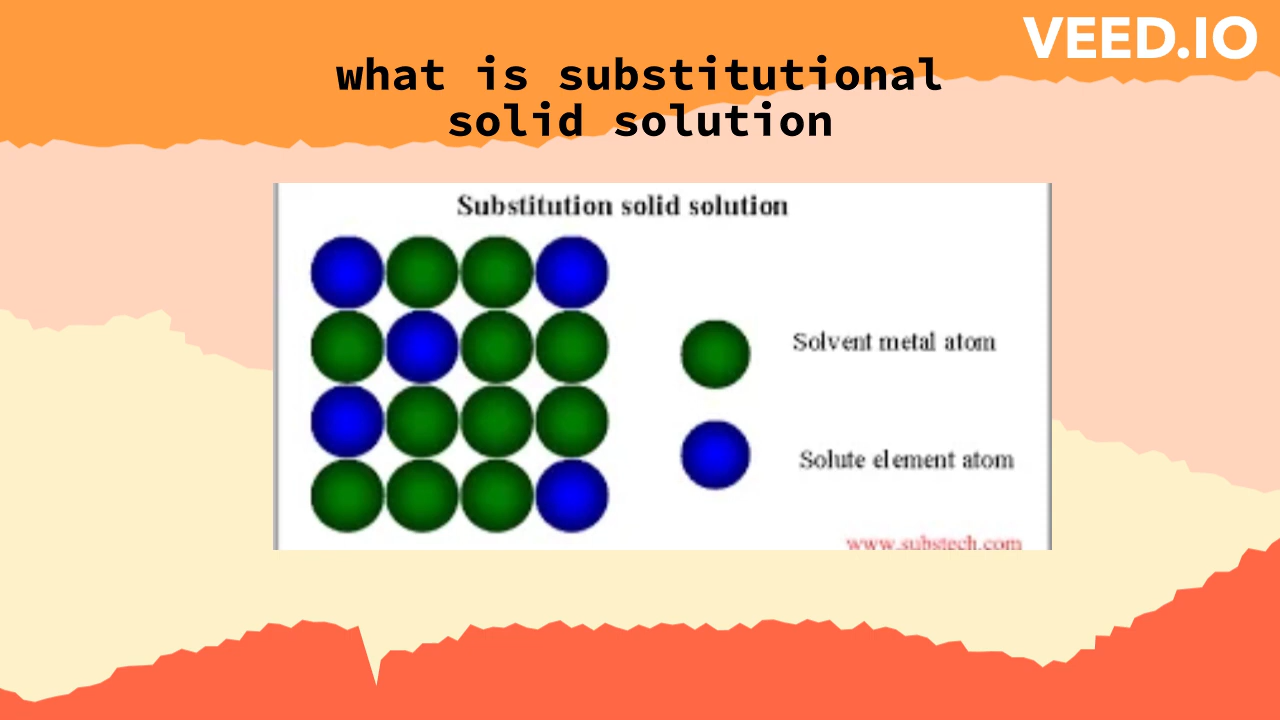 VEED.IO
what is substitutional
solid solution
Substitution solid solution
Solvent metal atom
Solute element atom
www.substech.com